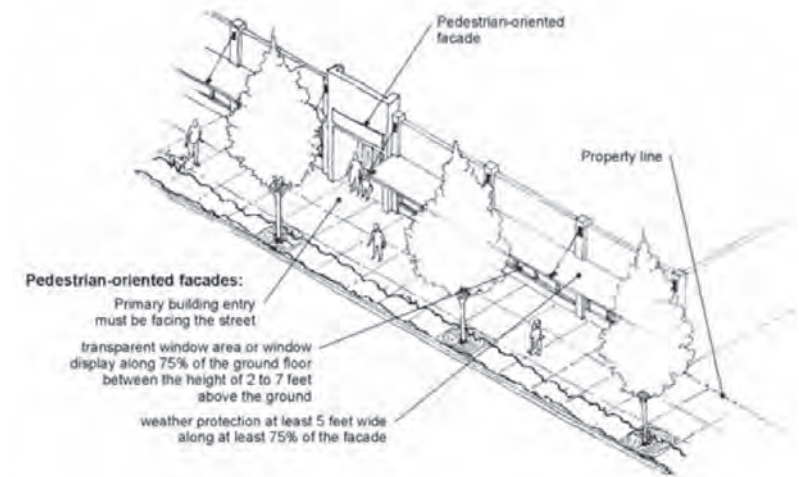 Pedestrian-oriented
facade
Property line
Pedestrian-oriented facades:
Primary building entry
must be facing the street
transparent window area or window
display along 75% of the ground floor
between the height of 2 to 7 feet
above the ground
weather protection at least 5 feet wide
along at least 75% of the facade